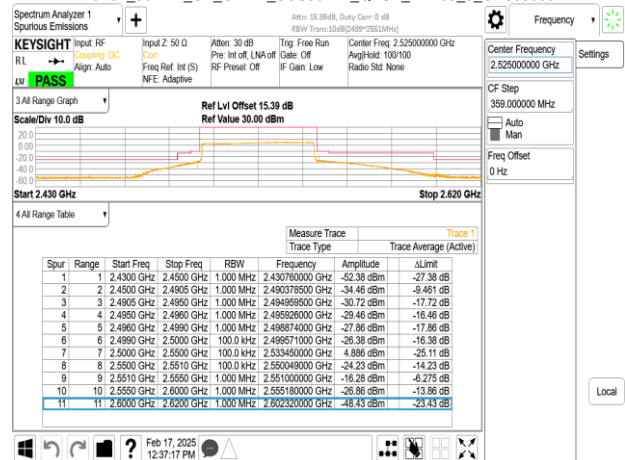 Spectrum Analyzer 1
Spurious Emissions
Attn: 15.39dB, Duty Corr: 0 dB
RBW Trans:10dB(2499~2551MHz)
Frequency
KEYSIGHT
Input: RF
Input Z: 50 Ω
Atten: 30 dB
Trig: Free Run
Center Freq: 2.525000000 GHz
RL
Coupling: DC
Corr
Pre: Int off, LNA off
Gate: Off
Avg|Hold: 100/100
Align: Auto
Freq Ref: Int (S)
RF Preset: Off
IF Gain: Low
Radio Std: None
LXI
PASS
NFE: Adaptive
Center Frequency
2.525000000 GHz
Settings
CF Step
359.000000 MHz
Auto
Man
Freq Offset
0 Hz
Local
3 All Range Graph
Ref Lvl Offset 15.39 dB
Scale/Div 10.0 dB
Ref Value 30.00 dBm
20.0
0.00
-20.0
-40.0
-60.0
Start 2.430 GHz
Stop 2.620 GHz
4 All Range Table
Measure Trace Trace 1
Trace Type Trace Average (Active)
Spur Range Start Freq Stop Freq RBW Frequency Amplitude ΔLimit
1 1 2.4300 GHz 2.4500 GHz 1.000 MHz 2.430760000 GHz -52.38 dBm -27.38 dB
2 2 2.4500 GHz 2.4905 GHz 1.000 MHz 2.490378500 GHz -34.46 dBm -9.461 dB
3 3 2.4905 GHz 2.4950 GHz 1.000 MHz 2.494959500 GHz -30.72 dBm -17.72 dB
4 4 2.4950 GHz 2.4960 GHz 1.000 MHz 2.495926000 GHz -29.46 dBm -16.46 dB
5 5 2.4960 GHz 2.4990 GHz 1.000 MHz 2.498874000 GHz -27.86 dBm -17.86 dB
6 6 2.4990 GHz 2.5000 GHz 100.0 kHz 2.499571000 GHz -26.38 dBm -16.38 dB
7 7 2.5000 GHz 2.5500 GHz 100.0 kHz 2.533450000 GHz 4.886 dBm -25.11 dB
8 8 2.5500 GHz 2.5510 GHz 100.0 kHz 2.550049000 GHz -24.23 dBm -14.23 dB
9 9 2.5510 GHz 2.5550 GHz 1.000 MHz 2.551000000 GHz -16.28 dBm -6.275 dB
10 10 2.5550 GHz 2.6000 GHz 1.000 MHz 2.555180000 GHz -26.86 dBm -13.86 dB
11 11 2.6000 GHz 2.6200 GHz 1.000 MHz 2.602320000 GHz -48.43 dBm -23.43 dB
Feb 17, 2025
12:37:17 PM